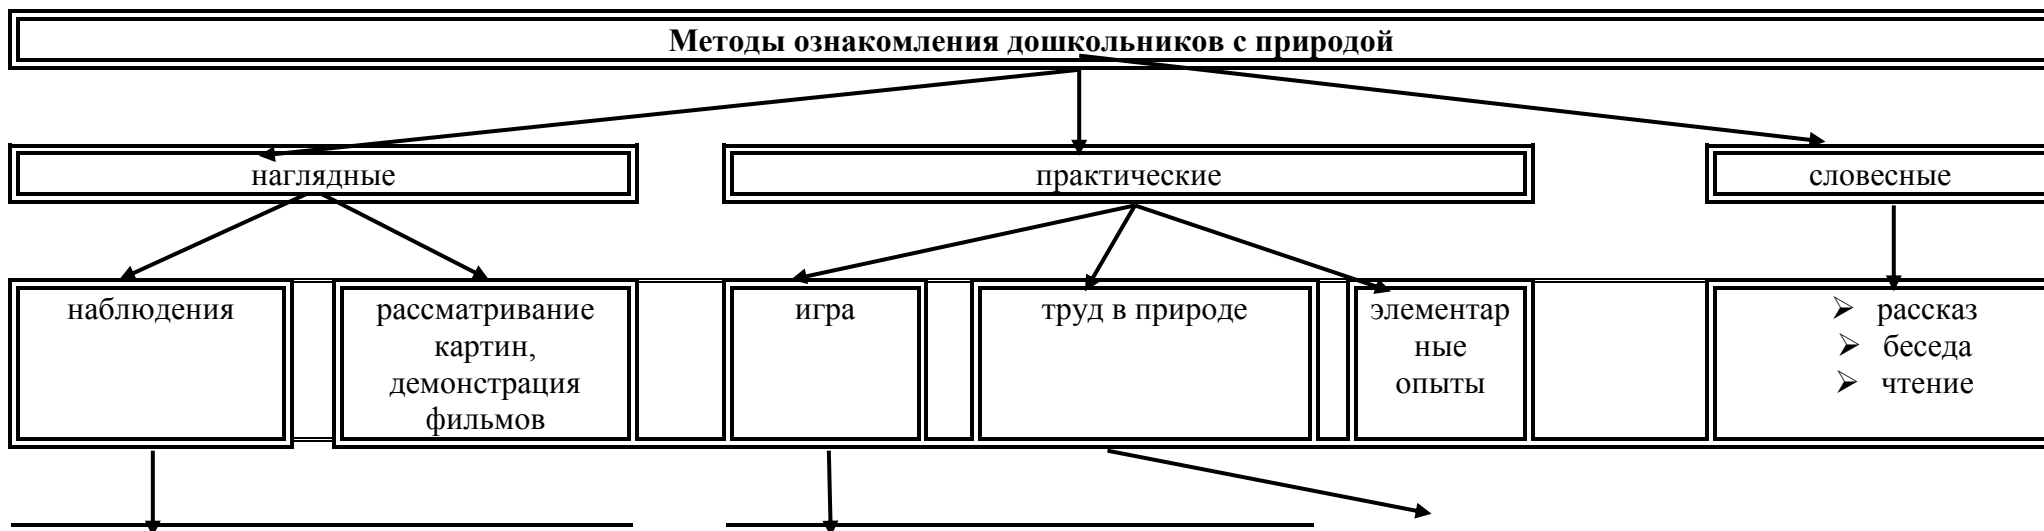 Методы ознакомления дошкольников с природой
наглядные
практические
словесные
наблюдения
рассматривание
картин,
демонстрация
фильмов
игра
труд в природе
элементар
ные
опыты
➢ рассказ
➢ беседа
➢ чтение